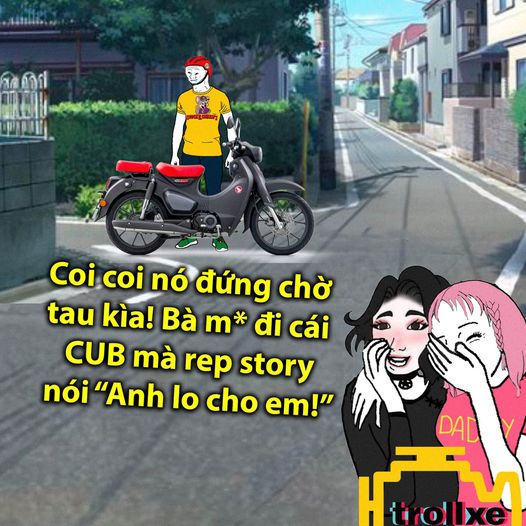 Coi coi nó đứng chờ
tau kìa! Bà m* đi cái
CUB mà rep story
nói “Anh lo cho em!”
trollxe